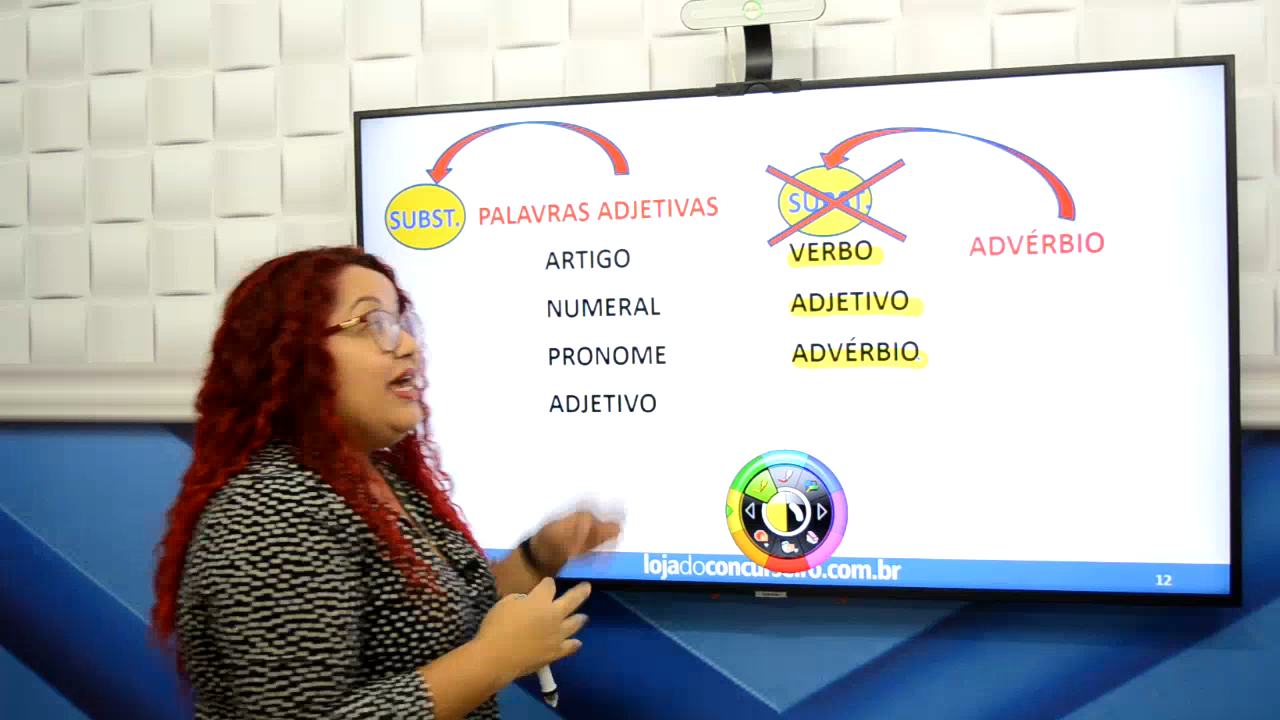 SUBST. PALAVRAS ADJETIVAS
ARTIGO
NUMERAL
PRONOME
ADJETIVO
SUBST.
ADVÉRBIO
VERBO
ADJETIVO
ADVÉRBIO
lojadoconcurseiro.com.br
12